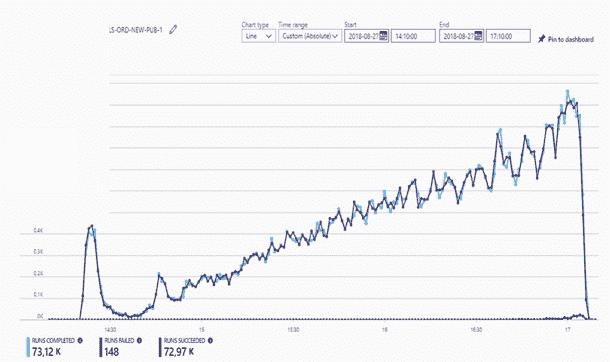 Chart type
Time range
Start
End
LS-ORD-NEW-PUB-1
Line
Custom (Absolute)
2018-08-27
14:10:00
2018-08-27
17:10:00
Pin to dashboard
0.4K
0.3K
0.2K
0.1K
0K
14:30
15
15:30
16
16:30
17
RUNS COMPLETED
RUNS FAILED
RUNS SUCCEEDED
73,12 K
148
72,97 K